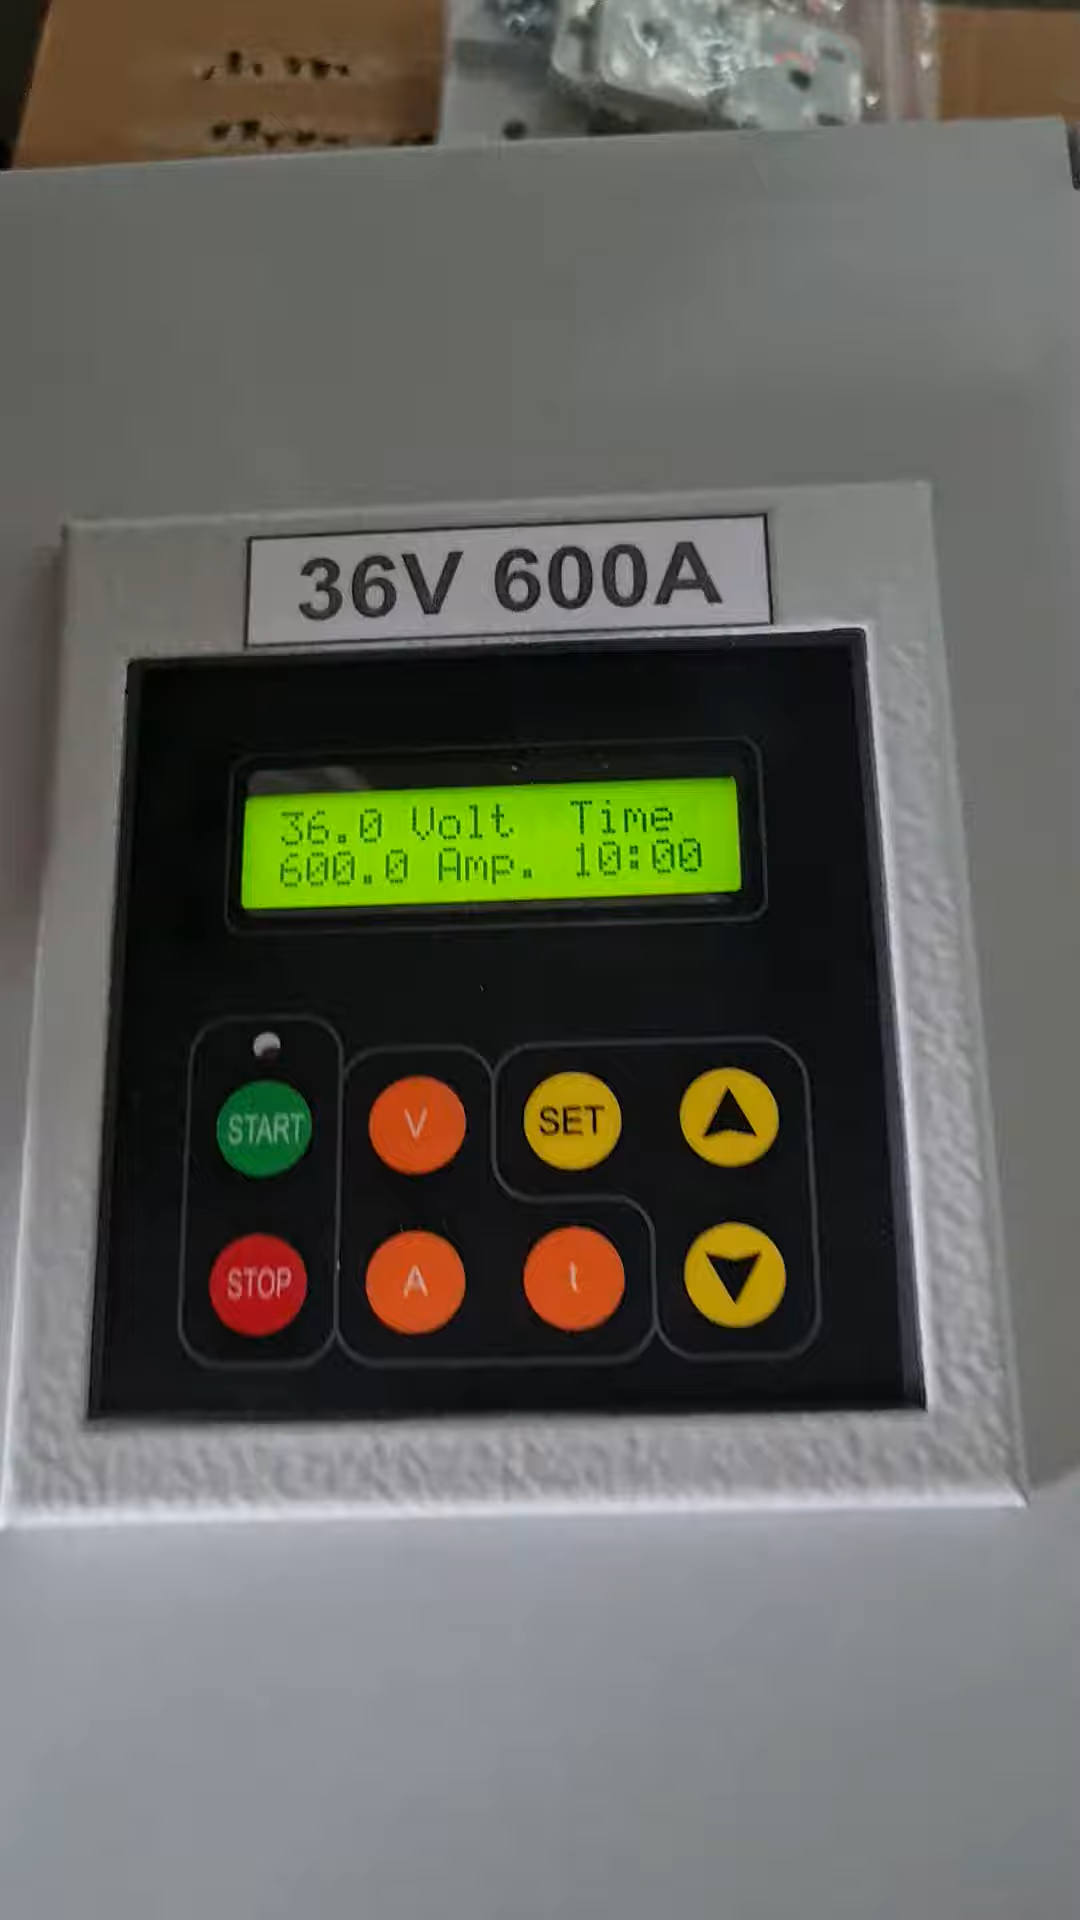 36V 600A
36.0 Volt Time
600.0 Amp. 10:00
START V SET
STOP A t